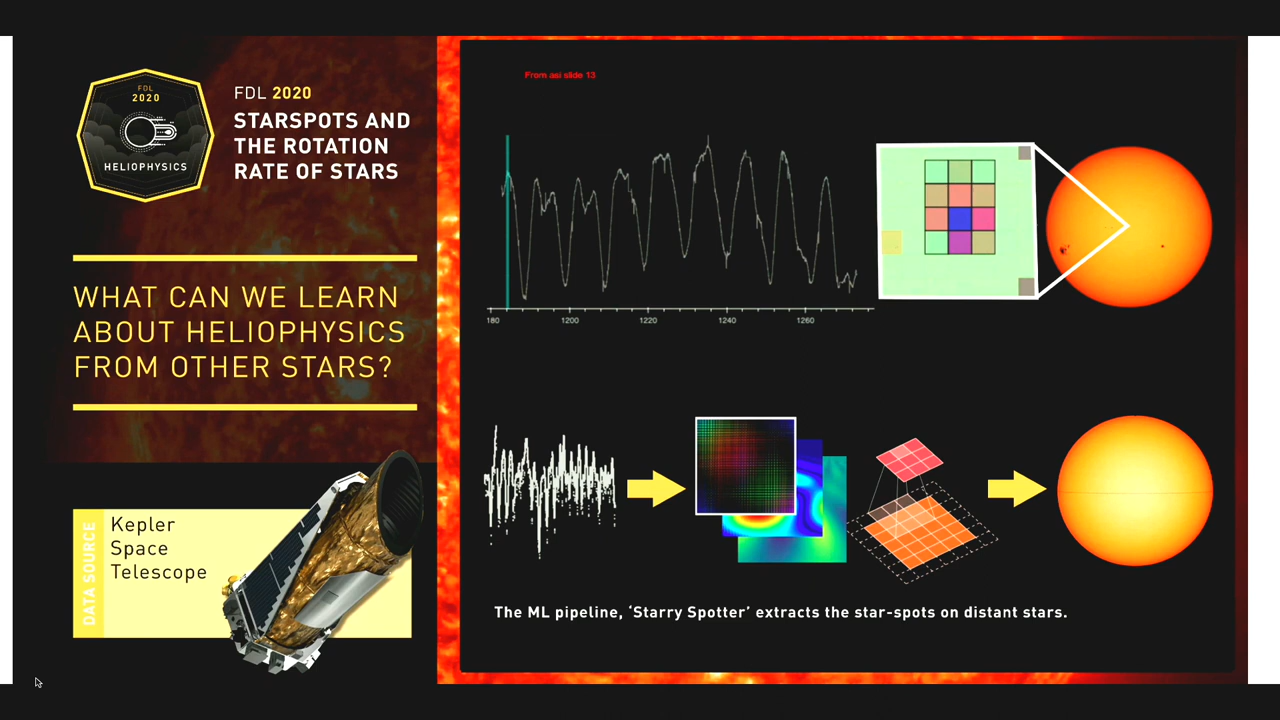 FDL
2020
HELIOPHYSICS
FDL 2020
STARSPOTS AND
THE ROTATION
RATE OF STARS
WHAT CAN WE LEARN
ABOUT HELIOPHYSICS
FROM OTHER STARS?
DATA SOURCE
Kepler
Space
Telescope
From asi slide 13
180 1200 1220 1240 1260
The ML pipeline, ‘Starry Spotter’ extracts the star-spots on distant stars.